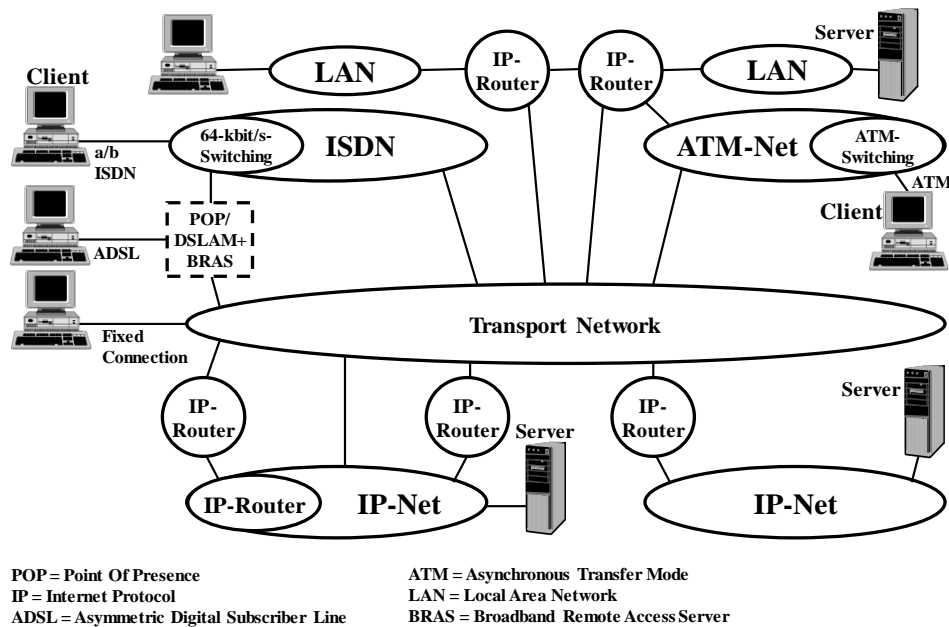 Server
IP-
Router
IP-
Router
LAN
LAN
Client
64-kbit/s-
Switching
ISDN
ATM-Net
ATM-
Switching
a/b
ISDN
ATM
POP/
DSLAM+
BRAS
Client
ADSL
Transport Network
Fixed
Connection
Server
IP-
Router
IP-
Router
IP-
Router
Server
IP-Router
IP-Net
IP-Net
POP = Point Of Presence
IP = Internet Protocol
ADSL = Asymmetric Digital Subscriber Line
ATM = Asynchronous Transfer Mode
LAN = Local Area Network
BRAS = Broadband Remote Access Server